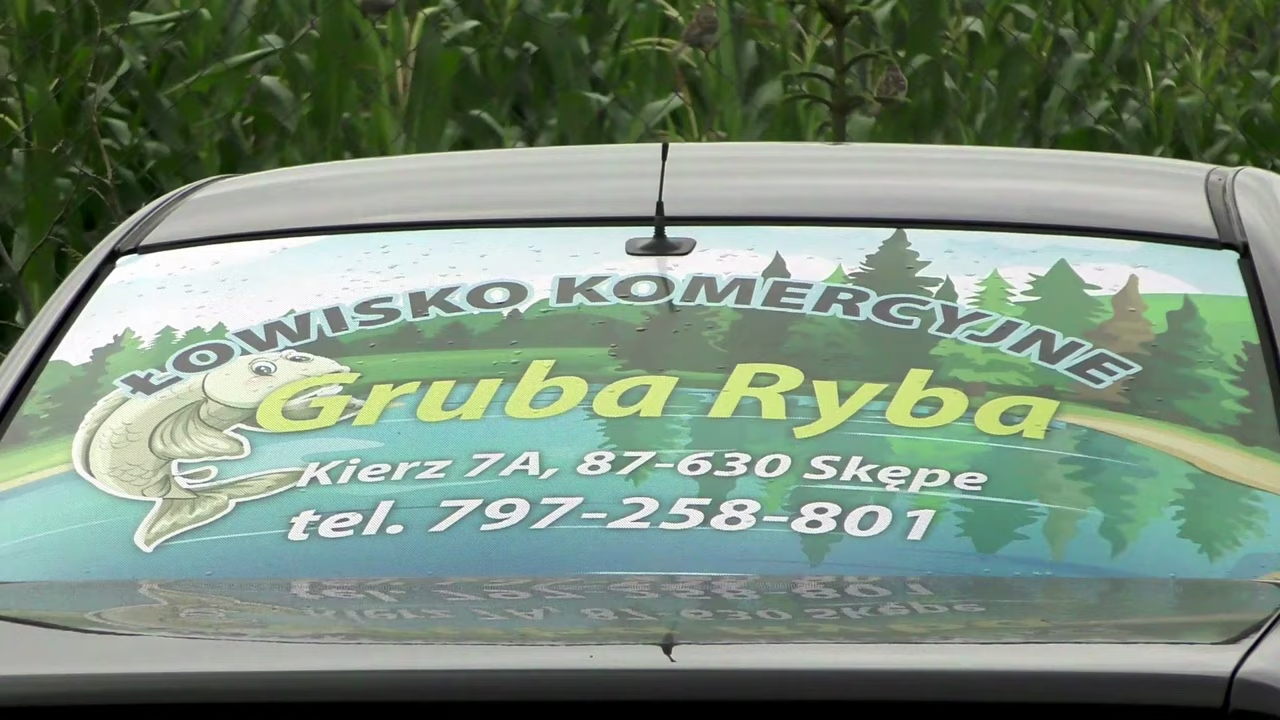 ŁOWISKO KOMERCYJNE
Gruba Ryba
Kierz 7A, 87-630 Skępe
tel. 797-258-801